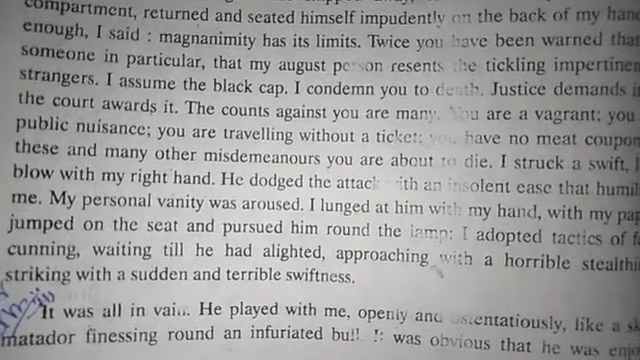 compartment, returned and seated himself impudently on the back of my han
enough, I said : magnanimity has its limits. Twice you have been warned that
someone in particular, that my august person resents the tickling impertinen
strangers. I assume the black cap. I condemn you to death. Justice demands i
the court awards it. The counts against you are many. You are a vagrant; you
public nuisance; you are travelling without a ticket; you have no meat coupon
these and many other misdemeanours you are about to die. I struck a swift, l
blow with my right hand. He dodged the attack with an insolent ease that humil
me. My personal vanity was aroused. I lunged at him with my hand, with my pap
jumped on the seat and pursued him round the lamp: I adopted tactics of f
cunning, waiting till he had alighted, approaching with a horrible stealthi
striking with a sudden and terrible swiftness.
It was all in vain. He played with me, openly and ostentatiously, like a sk
matador finessing round an infuriated bull. It was obvious that he was enjo